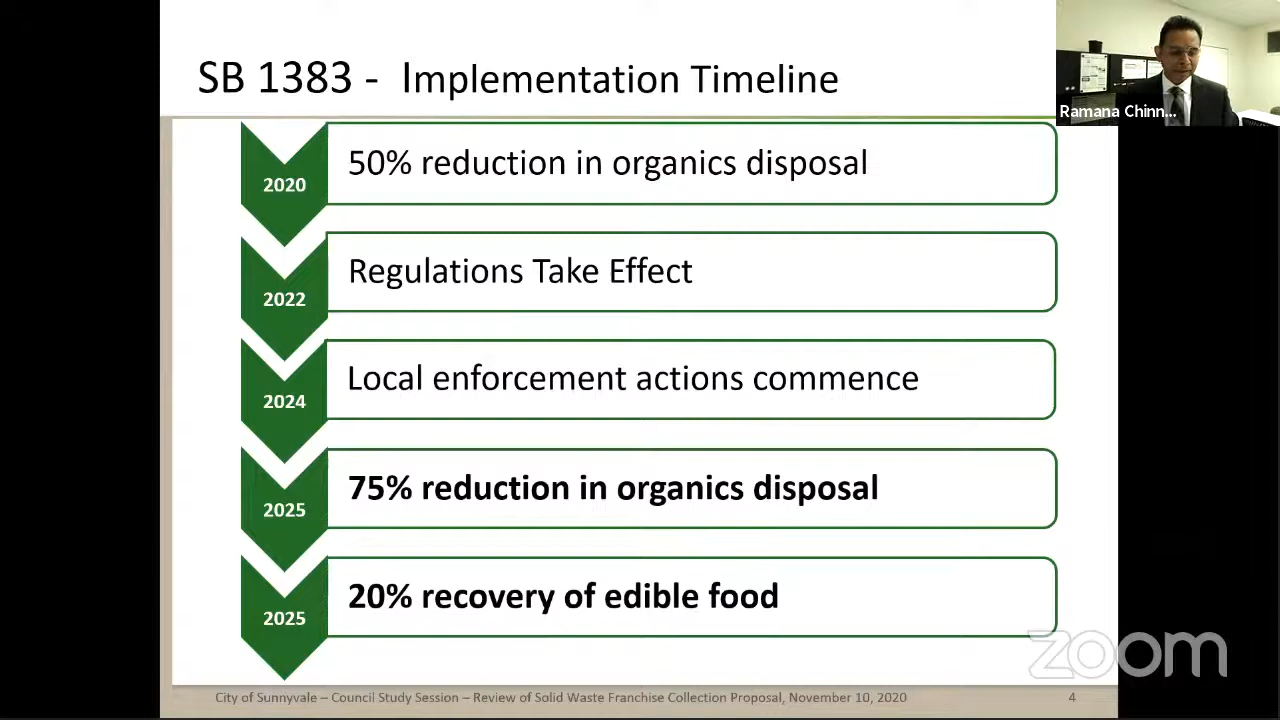 SB 1383 - Implementation Timeline
Ramana Chinn...
2020
50% reduction in organics disposal
2022
Regulations Take Effect
2024
Local enforcement actions commence
2025
75% reduction in organics disposal
2025
20% recovery of edible food
zoom
City of Sunnyvale – Council Study Session – Review of Solid Waste Franchise Collection Proposal, November 10, 2020
4